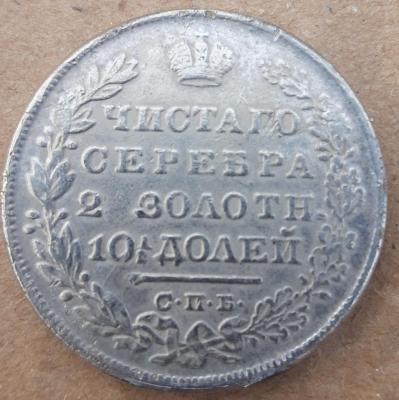 ЧИСТАГО
СЕРЕБРА
2 ЗОЛОТН.
10½ ДОЛЕЙ
С·П·Б·